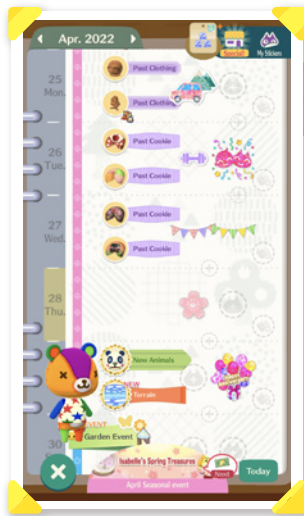 Apr. 2022
Special!
My Stickers
25
Mon.
Past Clothing
Past Clothing
26
Tue.
Past Cookie
Past Cookie
27
Wed.
Past Cookie
Past Cookie
28
Thu.
New Animals
NEW
Terrain
EVENT
Garden Event
30
Isabelle's Spring Treasures
Next
Today
April Seasonal event